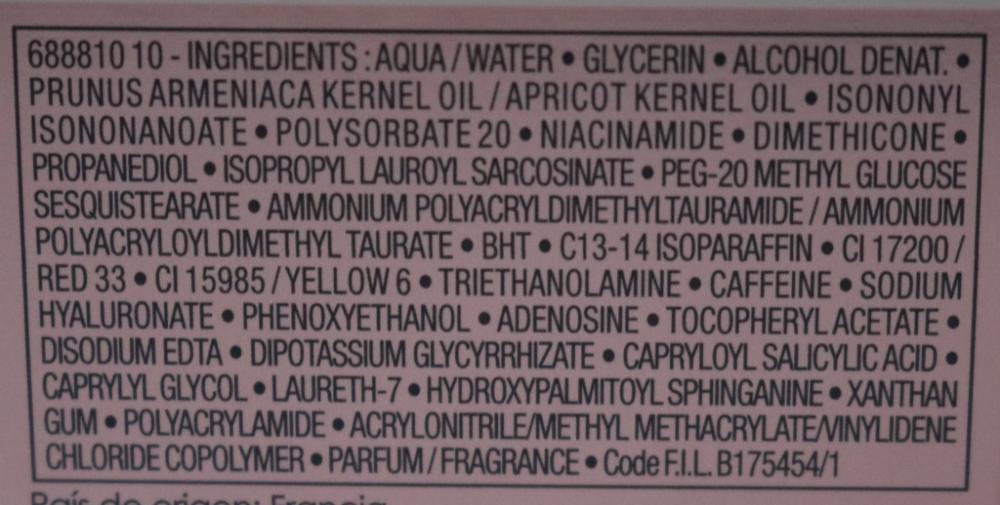 688810 10 - INGREDIENTS : AQUA / WATER • GLYCERIN • ALCOHOL DENAT. •
PRUNUS ARMENIACA KERNEL OIL / APRICOT KERNEL OIL • ISONONYL
ISONONANOATE • POLYSORBATE 20 • NIACINAMIDE • DIMETHICONE •
PROPANEDIOL • ISOPROPYL LAUROYL SARCOSINATE • PEG-20 METHYL GLUCOSE
SESQUISTEARATE • AMMONIUM POLYACRYLDIMETHYLTAURAMIDE / AMMONIUM
POLYACRYLOYLDIMETHYL TAURATE • BHT • C13-14 ISOPARAFFIN • CI 17200 /
RED 33 • CI 15985 / YELLOW 6 • TRIETHANOLAMINE • CAFFEINE • SODIUM
HYALURONATE • PHENOXYETHANOL • ADENOSINE • TOCOPHERYL ACETATE •
DISODIUM EDTA • DIPOTASSIUM GLYCYRRHIZATE • CAPRYLOYL SALICYLIC ACID •
CAPRYLYL GLYCOL • LAURETH-7 • HYDROXYPALMITOYL SPHINGANINE • XANTHAN
GUM • POLYACRYLAMIDE • ACRYLONITRILE/METHYL METHACRYLATE/VINYLIDENE
CHLORIDE COPOLYMER • PARFUM / FRAGRANCE • Code F.I.L. B175454/1
País de origen: Francia